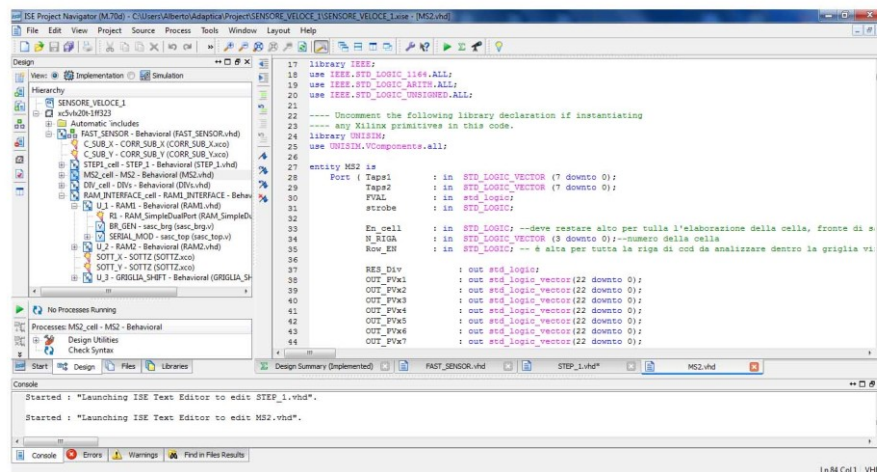 ISE Project Navigator (M.70d) - C:\Users\Alberto\Adaptica\Project\SENSORE_VELOCE_1\SENSORE_VELOCE_1.xise - [MS2.vhd]
File Edit View Project Source Process Tools Window Layout Help
Design
View: Implementation Simulation
Hierarchy
SENSORE_VELOCE_1
xc5vlx20t-1ff323
Automatic `includes
FAST_SENSOR - Behavioral (FAST_SENSOR.vhd)
C_SUB_X - CORR_SUB_X (CORR_SUB_X.xco)
C_SUB_Y - CORR_SUB_Y (CORR_SUB_Y.xco)
STEP1_cell - STEP_1 - Behavioral (STEP_1.vhd)
MS2_cell - MS2 - Behavioral (MS2.vhd)
DIV_cell - DIVs - Behavioral (DIVs.vhd)
RAM_INTERFACE_cell - RAM1_INTERFACE - Behav
U_1 - RAM1 - Behavioral (RAM1.vhd)
R1 - RAM_SimpleDualPort (RAM_SimpleDu
BR_GEN - sasc_brg (sasc_brg.v)
SERIAL_MOD - sasc_top (sasc_top.v)
U_2 - RAM2 - Behavioral (RAM2.vhd)
SOTT_X - SOTTZ (SOTTZ.xco)
SOTT_Y - SOTTZ (SOTTZ.xco)
U_3 - GRIGLIA_SHIFT - Behavioral (GRIGLIA_SH
No Processes Running
Processes: MS2_cell - MS2 - Behavioral
Design Utilities
Check Syntax
Start Design Files Libraries
17 library IEEE;
18 use IEEE.STD_LOGIC_1164.ALL;
19 use IEEE.STD_LOGIC_ARITH.ALL;
20 use IEEE.STD_LOGIC_UNSIGNED.ALL;
21
22 ---- Uncomment the following library declaration if instantiating
23 ---- any Xilinx primitives in this code.
24 library UNISIM;
25 use UNISIM.VComponents.all;
26
27 entity MS2 is
28 Port ( Taps1 : in STD_LOGIC_VECTOR (7 downto 0);
29 Taps2 : in STD_LOGIC_VECTOR (7 downto 0);
30 FVAL : in std_logic;
31 strobe : in STD_LOGIC;
32
33 En_cell : in STD_LOGIC; --deve restare alto per tulla l'elaborazione della cella, fronte di s
34 N_RIGA : in STD_LOGIC_VECTOR (3 downto 0);--numero della cella
35 Row_EN : in STD_LOGIC; -- è alta per tutta la riga di ccd da analizzare dentro la griglia vi
36
37 RES_Div : out std_logic;
38 OUT_PVx1 : out std_logic_vector(22 downto 0);
39 OUT_PVx2 : out std_logic_vector(22 downto 0);
40 OUT_PVx3 : out std_logic_vector(22 downto 0);
41 OUT_PVx4 : out std_logic_vector(22 downto 0);
42 OUT_PVx5 : out std_logic_vector(22 downto 0);
43 OUT_PVx6 : out std_logic_vector(22 downto 0);
44 OUT_PVx7 : out std_logic_vector(22 downto 0);
Design Summary (Implemented) FAST_SENSOR.vhd STEP_1.vhd* MS2.vhd
Console
Started : "Launching ISE Text Editor to edit STEP_1.vhd".
Started : "Launching ISE Text Editor to edit MS2.vhd".
Console Errors Warnings Find in Files Results
Ln 84 Col 1 VH